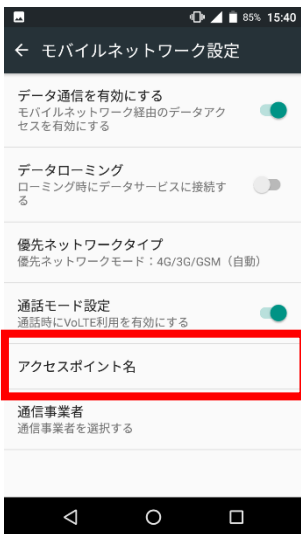 85% 15:40
モバイルネットワーク設定
データ通信を有効にする
モバイルネットワーク経由のデータアク
セスを有効にする
データローミング
ローミング時にデータサービスに接続す
る
優先ネットワークタイプ
優先ネットワークモード：4G/3G/GSM（自動）
通話モード設定
通話時にVoLTE利用を有効にする
アクセスポイント名
通信事業者
通信事業者を選択する